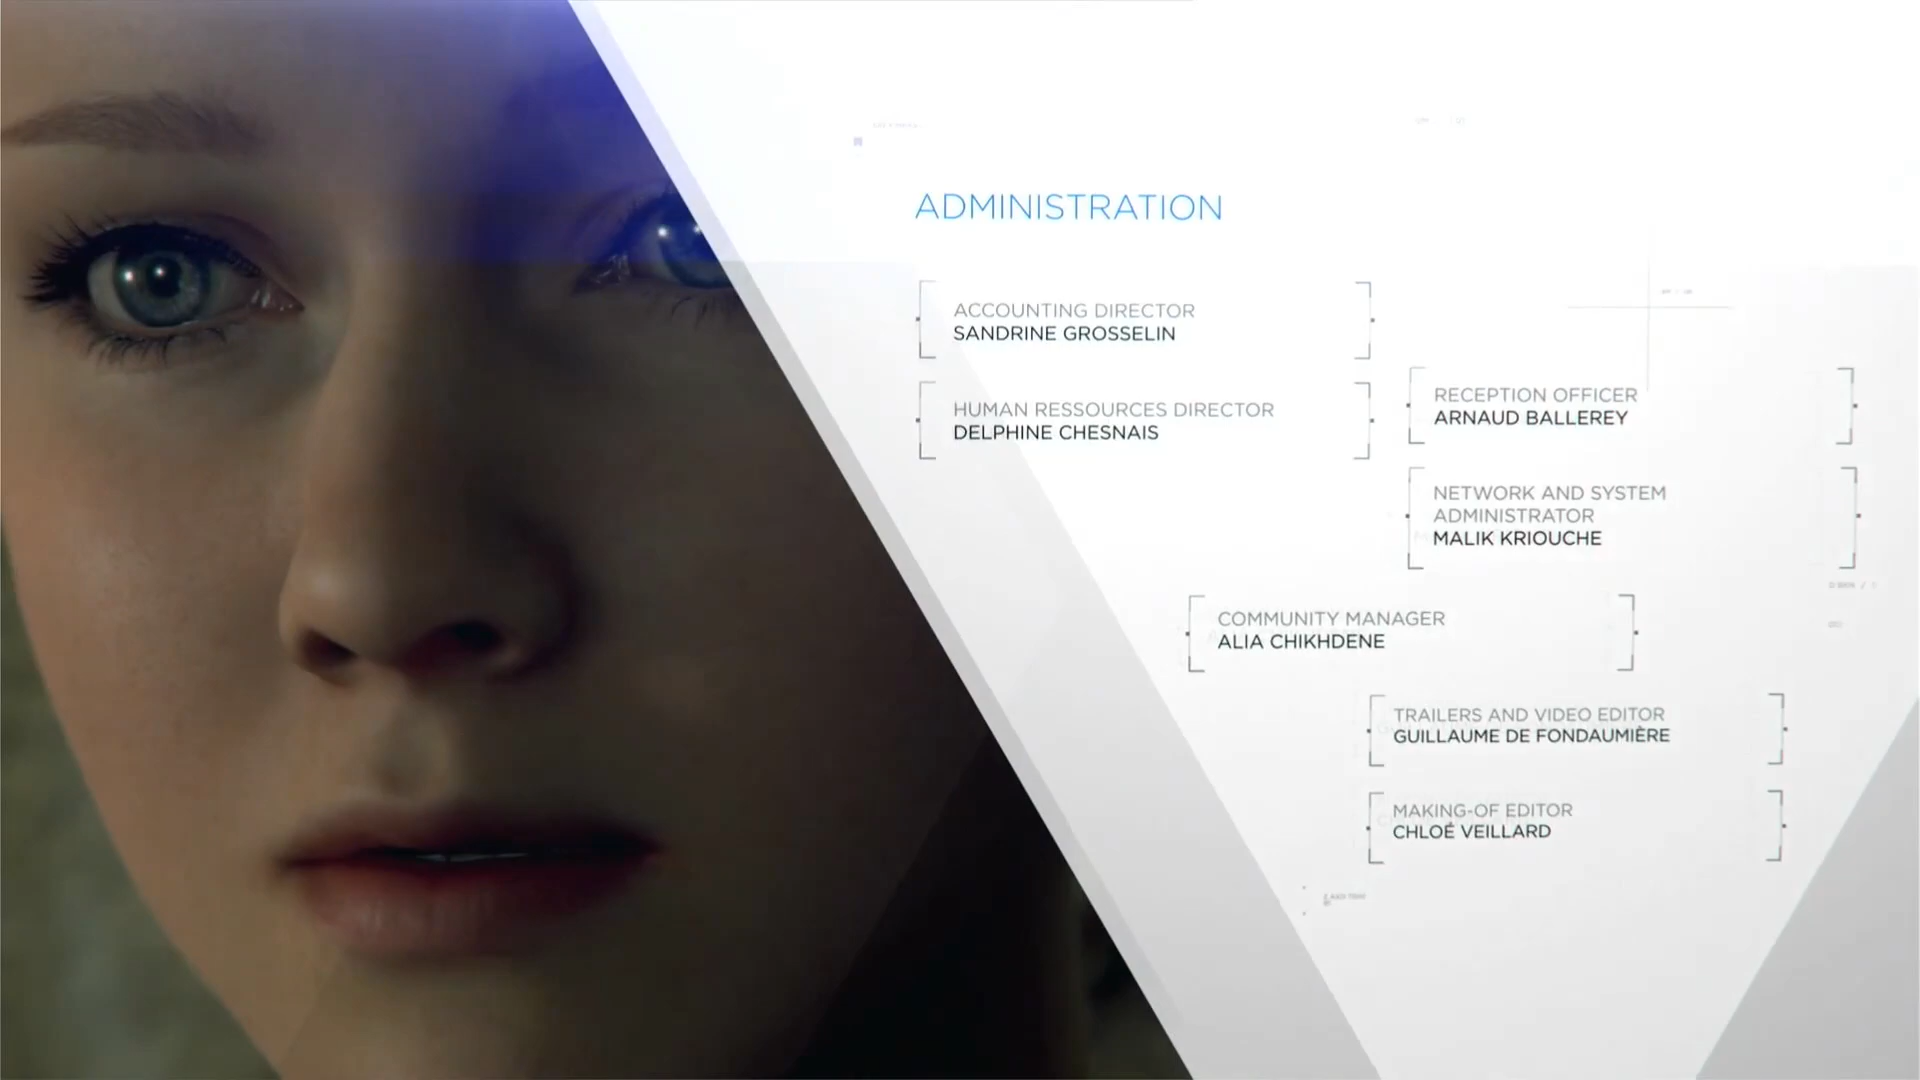 ADMINISTRATION
ACCOUNTING DIRECTOR
SANDRINE GROSSELIN
HUMAN RESSOURCES DIRECTOR
DELPHINE CHESNAIS
RECEPTION OFFICER
ARNAUD BALLEREY
NETWORK AND SYSTEM
ADMINISTRATOR
MALIK KRIOUCHE
COMMUNITY MANAGER
ALIA CHIKHDENE
TRAILERS AND VIDEO EDITOR
GUILLAUME DE FONDAUMIÈRE
MAKING-OF EDITOR
CHLOÉ VEILLARD